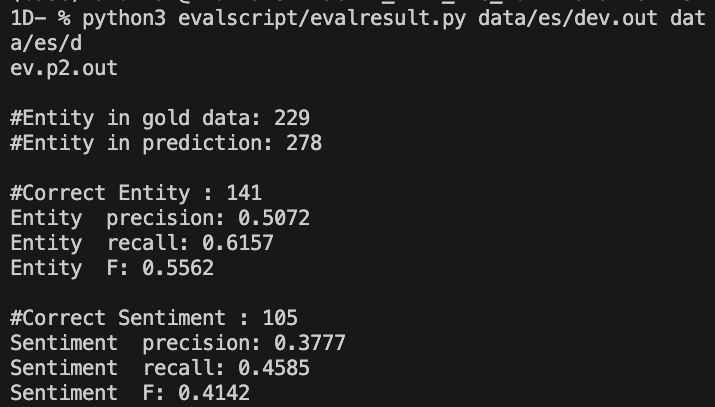 1D- % python3 evalscript/evalresult.py data/es/dev.out dat
a/es/d
ev.p2.out
#Entity in gold data: 229
#Entity in prediction: 278
#Correct Entity : 141
Entity  precision: 0.5072
Entity  recall: 0.6157
Entity  F: 0.5562
#Correct Sentiment : 105
Sentiment  precision: 0.3777
Sentiment  recall: 0.4585
Sentiment  F: 0.4142